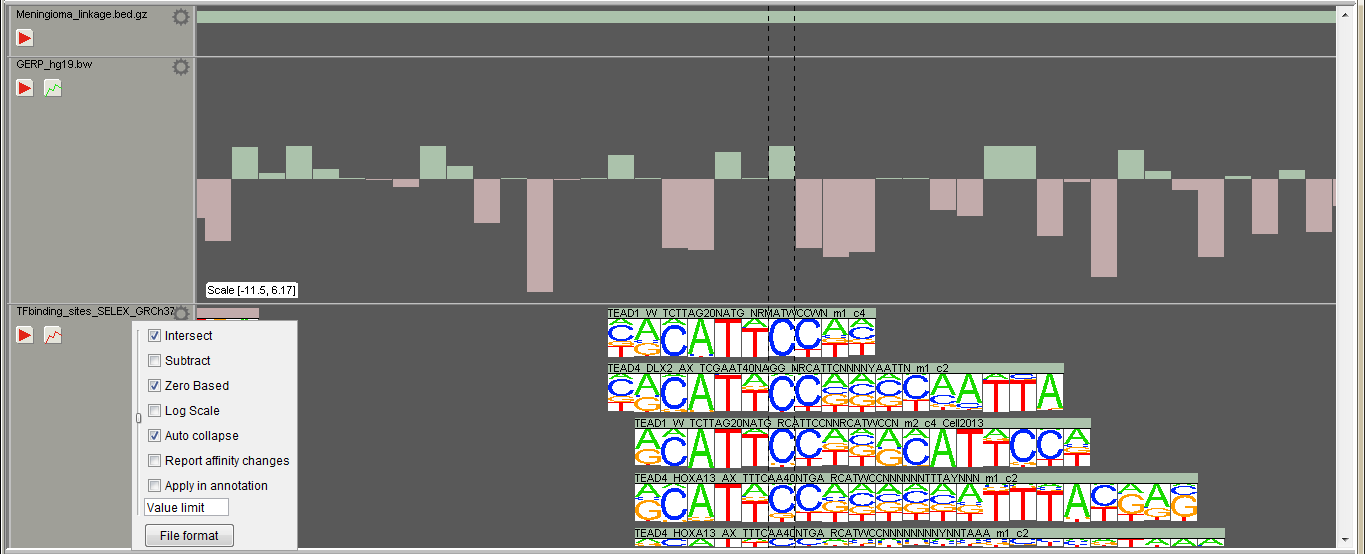 Meningioma_linkage.bed.gz
GERP_hg19.bw
Scale [-11.5, 6.17]
TFbinding_sites_SELEX_GRCh37
Intersect
Subtract
Zero Based
Log Scale
Auto collapse
Report affinity changes
Apply in annotation
Value limit
File format
TEAD1_W_TCTTAG20NATG_NRMATWCCWN_m1_c4
TEAD4_DLX2_AX_TCGAAT40NAGG_NRCATTCNNNNYAATTN_m1_c2
TEAD1_W_TCTTAG20NATG_RCATTCCNNRCATWCCN_m2_c4_Cell2013
TEAD4_HOXA13_AX_TTTCAA40NTGA_RCATWCCNNNNNNTTTAYNNN_m1_c2
TEAD4_HOXA13_AX_TTTCAA40NTGA_RCATWCCNNNNNNNNYNNTAAA_m1_c2